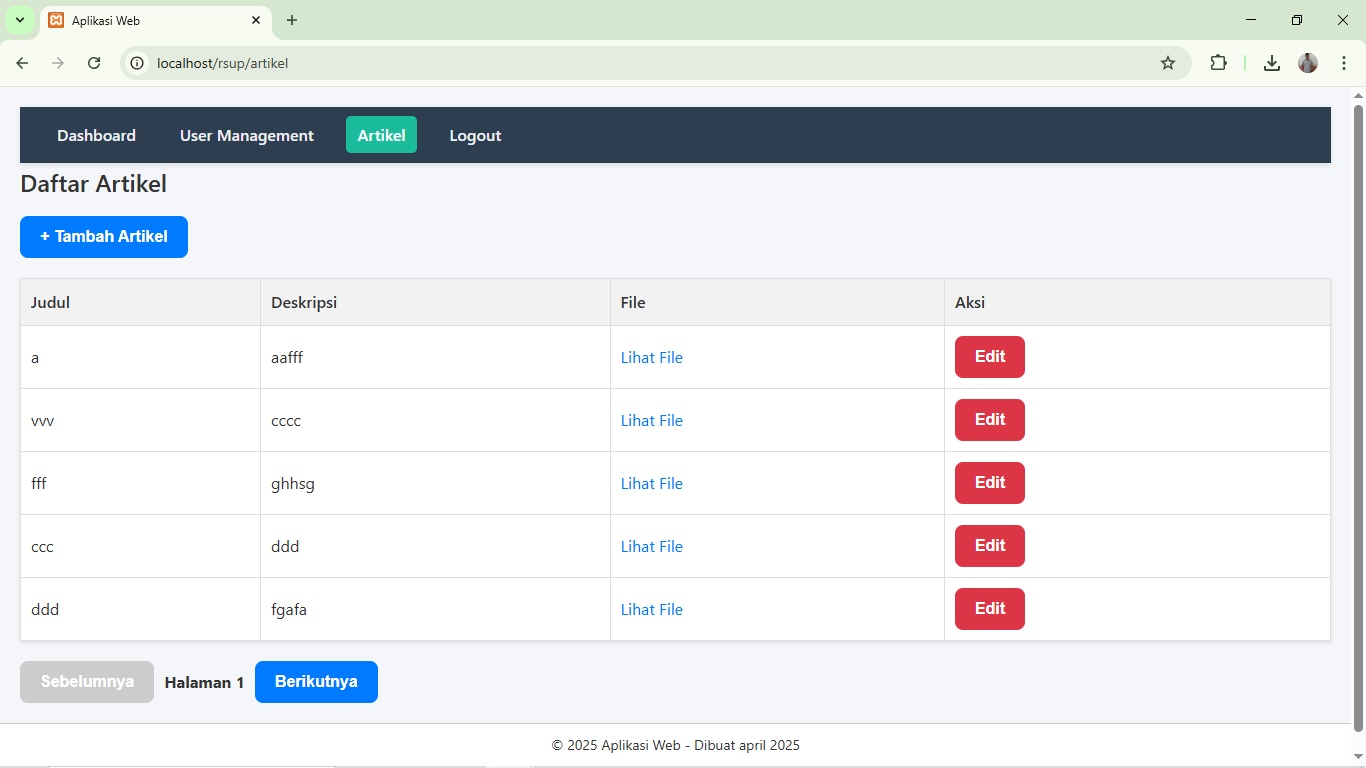 Aplikasi Web
localhost/rsup/artikel
Dashboard User Management Artikel Logout
Daftar Artikel
+ Tambah Artikel
Judul Deskripsi File Aksi
a aafff Lihat File Edit
vvv cccc Lihat File Edit
fff ghhsg Lihat File Edit
ccc ddd Lihat File Edit
ddd fgafa Lihat File Edit
Sebelumnya Halaman 1 Berikutnya
© 2025 Aplikasi Web - Dibuat april 2025